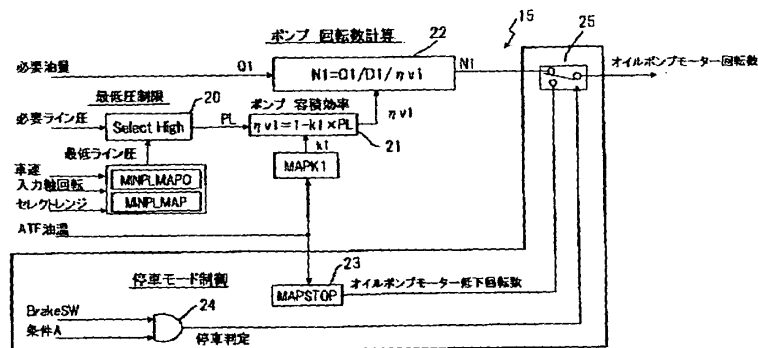 ポンプ 回転数計算
22
15
25
必要油量
Q1
N1=Q1/D1/ηv1
N1
オイルポンプモーター回転数
最低圧制限
20
ポンプ 容積効率
ηv1
必要ライン圧
Select High
PL
ηv1=1-k1×PL
21
最低ライン圧
k1
車速
入力軸回転
セレクトレンジ
MINPLMAPO
MINPLMAP
MAPK1
ATF油温
停車モード制御
23
MAPSTOP
オイルポンプモーター低下回転数
BrakeSW
条件A
24
停車判定